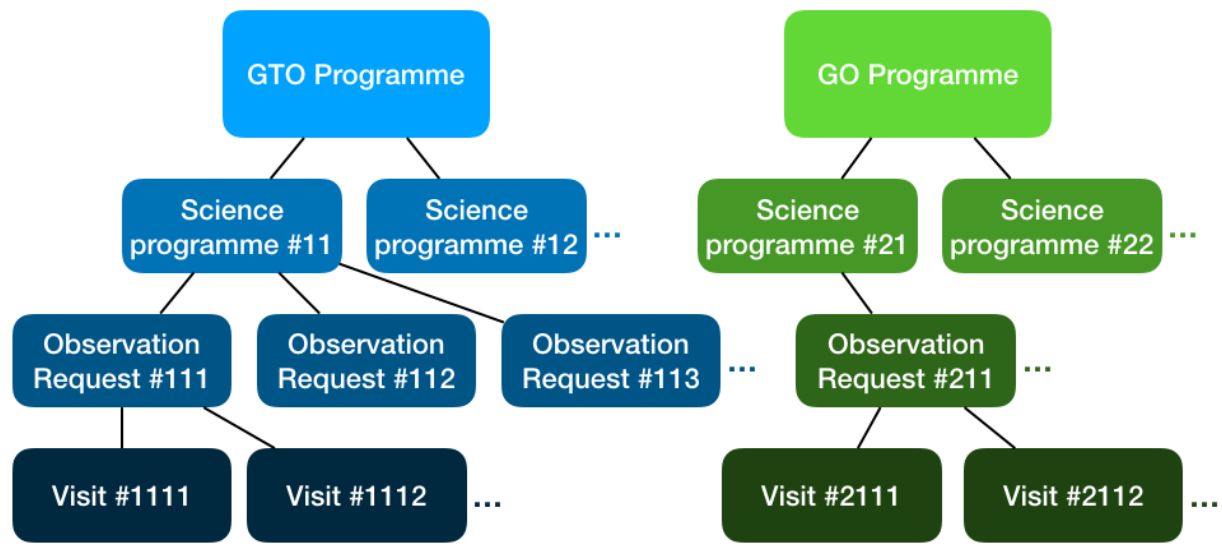 GTO Programme
GO Programme
Science
programme #11
Science
programme #12
...
Science
programme #21
Science
programme #22
...
Observation
Request #111
Observation
Request #112
Observation
Request #113
...
Observation
Request #211
...
Visit #1111
Visit #1112
...
Visit #2111
Visit #2112
...